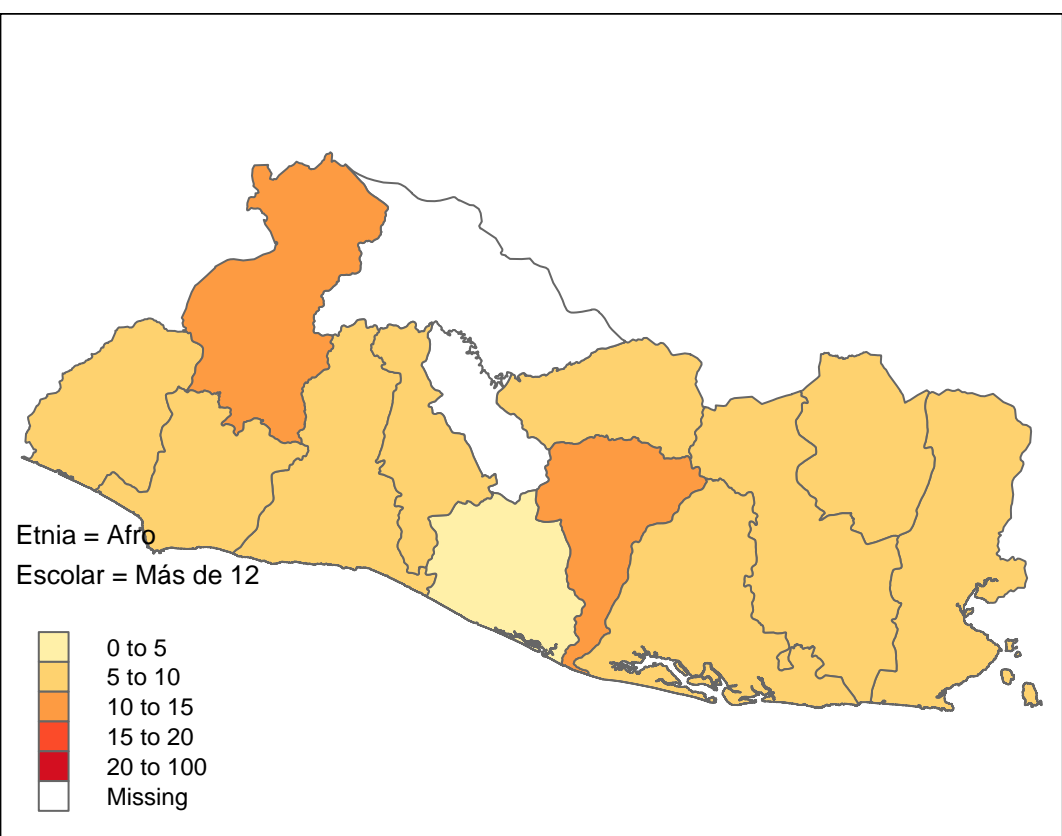 Etnia = Afro
Escolar = Más de 12
0 to 5
5 to 10
10 to 15
15 to 20
20 to 100
Missing